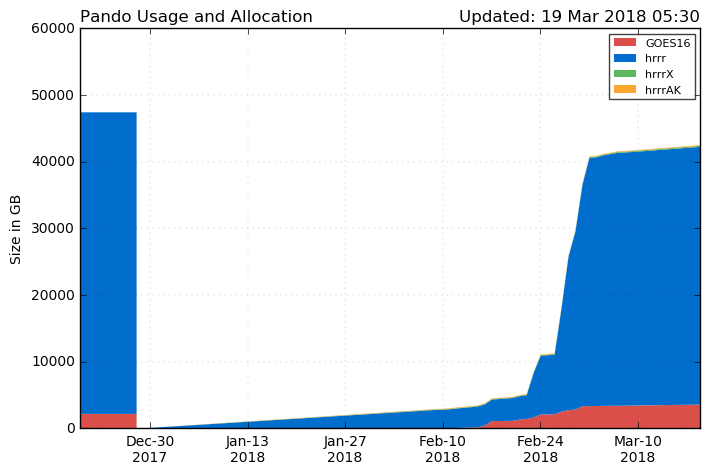 Pando Usage and Allocation
Updated: 19 Mar 2018 05:30
GOES16
hrrr
hrrrX
hrrrAK
Size in GB
60000
50000
40000
30000
20000
10000
0
Dec-30
2017
Jan-13
2018
Jan-27
2018
Feb-10
2018
Feb-24
2018
Mar-10
2018